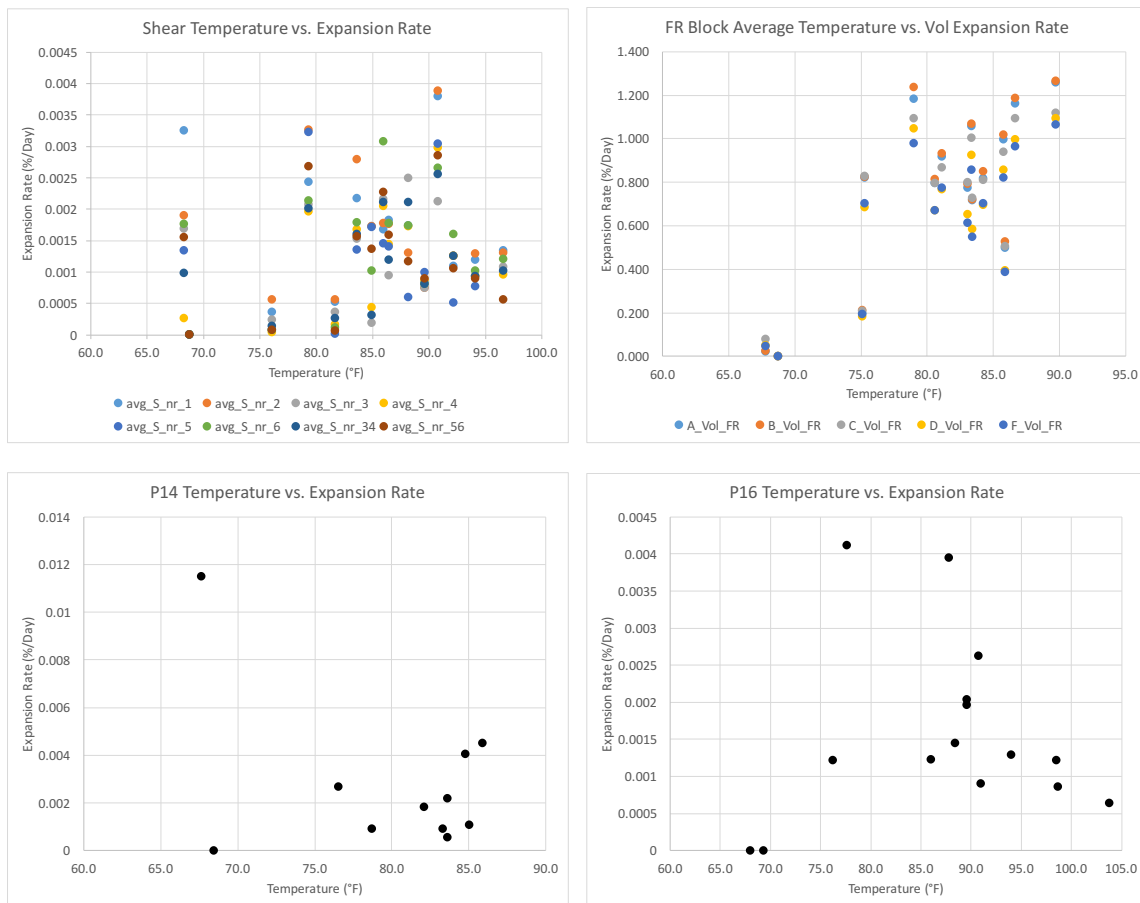 Shear Temperature vs. Expansion Rate
Expansion Rate (%/Day)
0.0045
0.004
0.0035
0.003
0.0025
0.002
0.0015
0.001
0.0005
0
60.0 65.0 70.0 75.0 80.0 85.0 90.0 95.0 100.0
Temperature (°F)
avg_S_nr_1 avg_S_nr_2 avg_S_nr_3 avg_S_nr_4
avg_S_nr_5 avg_S_nr_6 avg_S_nr_34 avg_S_nr_56
FR Block Average Temperature vs. Vol Expansion Rate
Expansion Rate (%/Day)
1.400
1.200
1.000
0.800
0.600
0.400
0.200
0.000
60.0 65.0 70.0 75.0 80.0 85.0 90.0 95.0
Temperature (°F)
A_Vol_FR B_Vol_FR C_Vol_FR D_Vol_FR F_Vol_FR
P14 Temperature vs. Expansion Rate
Expansion Rate (%/Day)
0.014
0.012
0.01
0.008
0.006
0.004
0.002
0
60.0 65.0 70.0 75.0 80.0 85.0 90.0
Temperature (°F)
P16 Temperature vs. Expansion Rate
Expansion Rate (%/Day)
0.0045
0.004
0.0035
0.003
0.0025
0.002
0.0015
0.001
0.0005
0
60.0 65.0 70.0 75.0 80.0 85.0 90.0 95.0 100.0 105.0
Temperature (°F)